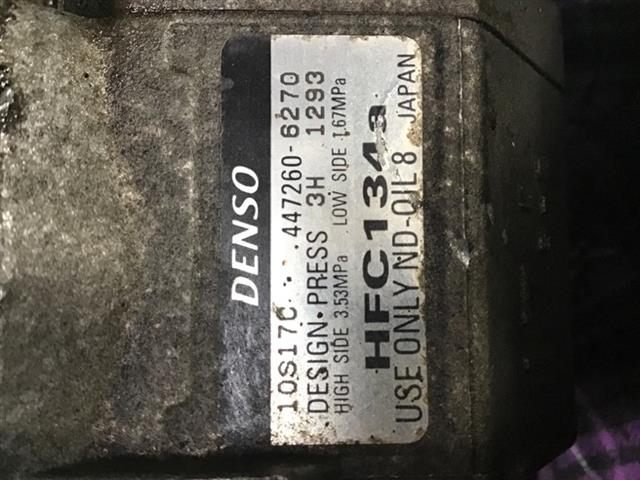 DENSO
10S17C . . 447260-6270
DESIGN・PRESS 3H 1293
HIGH SIDE 3.53MPa LOW SIDE 1.67MPa
HFC134a
USE ONLY ND-OIL 8 JAPAN